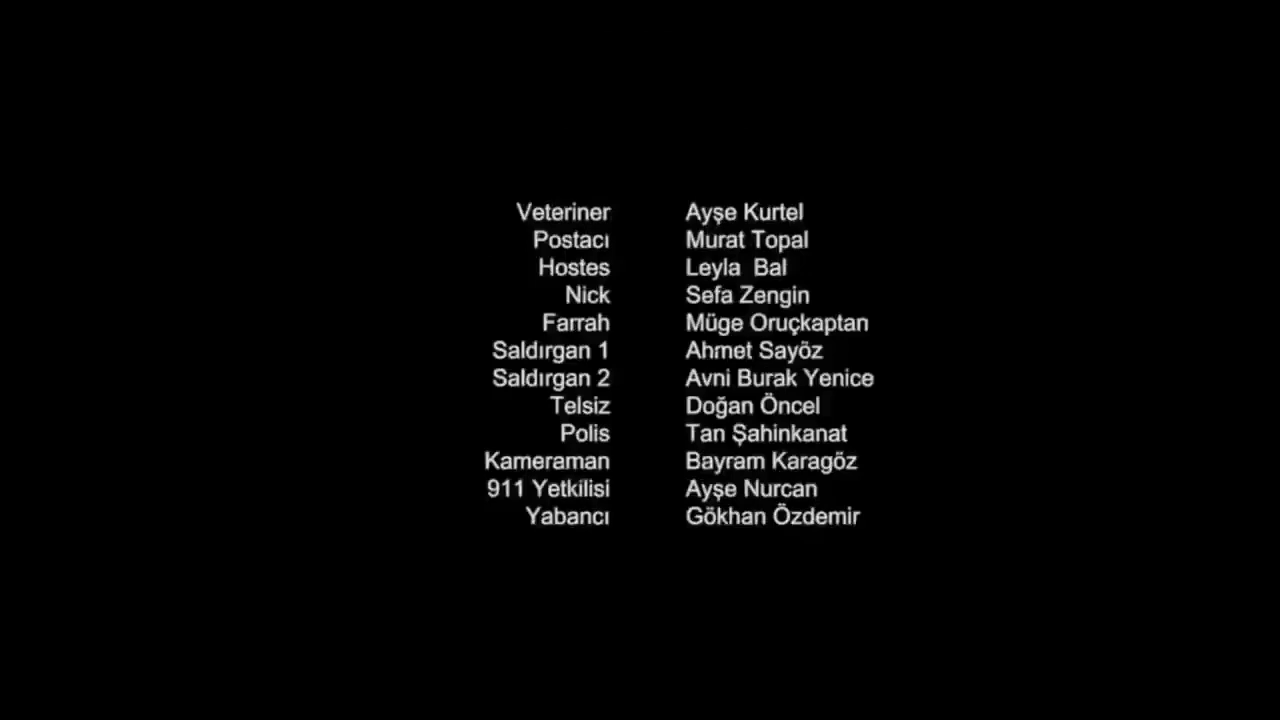 Veteriner Ayşe Kurtel
Postacı Murat Topal
Hostes Leyla Bal
Nick Sefa Zengin
Farrah Müge Oruçkaptan
Saldırgan 1 Ahmet Sayöz
Saldırgan 2 Avni Burak Yenice
Telsiz Doğan Öncel
Polis Tan Şahinkanat
Kameraman Bayram Karagöz
911 Yetkilisi Ayşe Nurcan
Yabancı Gökhan Özdemir